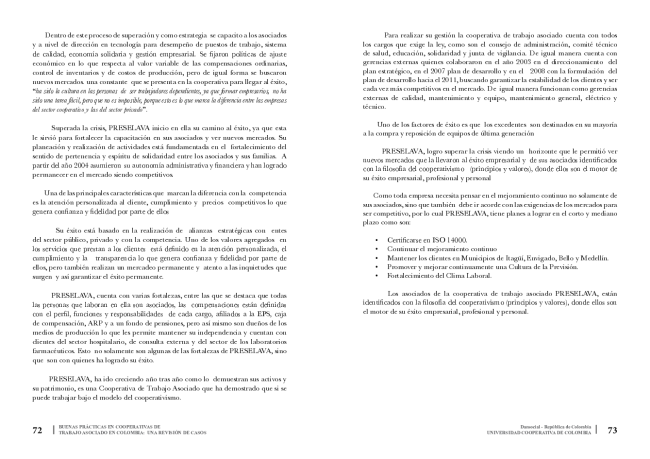 Dentro de este proceso de superación y como estrategia se capacito a los asociados
y a nivel de dirección en tecnología para desempeño de puestos de trabajo, sistema
de calidad, economía solidaria y gestión empresarial. Se fijaron políticas de ajuste
económico en lo que respecta al valor variable de las compensaciones ordinarias,
control de inventarios y de costos de producción, pero de igual forma se buscaron
nuevos mercados. una constante que se presenta en la cooperativa para llegar al éxito,
“ha sido la cultura en las personas de ser trabajadores dependientes, ya que formar empresarios, no ha
sido una tarea fácil, pero que no es imposible, porque esto es lo que marca la diferencia entre las empresas
del sector cooperativo y las del sector privado”.
Superada la crisis, PRESELAVA inicio en ella su camino al éxito, ya que esta
le sirvió para fortalecer la capacitación en sus asociados y ver nuevos mercados. Su
planeación y realización de actividades está fundamentada en el fortalecimiento del
sentido de pertenencia y espíritu de solidaridad entre los asociados y sus familias. A
partir del año 2004 asumieron su autonomía administrativa y financiera y han logrado
permanecer en el mercado siendo competitivos.
Una de las principales características que marcan la diferencia con la competencia
es la atención personalizada al cliente, cumplimiento y precios competitivos lo que
genera confianza y fidelidad por parte de ellos
Su éxito está basado en la realización de alianzas estratégicas con entes
del sector público, privado y con la competencia. Uno de los valores agregados en
los servicios que prestan a los clientes está definido en la atención personalizada, el
cumplimiento y la transparencia lo que genera confianza y fidelidad por parte de
ellos, pero también realizan un mercadeo permanente y atento a las inquietudes que
surgen y así garantizar el éxito permanente.
PRESELAVA, cuenta con varias fortalezas, entre las que se destaca que todas
las personas que laboran en ella son asociados, las compensaciones están definidas
con el perfil, funciones y responsabilidades de cada cargo, afiliados a la EPS, caja
de compensación, ARP y a un fondo de pensiones, pero así mismo son dueños de los
medios de producción lo que les permite mantener su independencia y cuentan con
clientes del sector hospitalario, de consulta externa y del sector de los laboratorios
farmacéuticos. Esto no solamente son algunas de las fortalezas de PRESELAVA, sino
que son con quienes ha logrado su éxito.
PRESELAVA, ha ido creciendo año tras año como lo demuestran sus activos y
su patrimonio, es una Cooperativa de Trabajo Asociado que ha demostrado que si se
puede trabajar bajo el modelo del cooperativismo.
72 BUENAS PRÁCTICAS EN COOPERATIVAS DE
TRABAJO ASOCIADO EN COLOMBIA: UNA REVISIÓN DE CASOS
Para realizar su gestión la cooperativa de trabajo asociado cuenta con todos
los cargos que exige la ley, como son el consejo de administración, comité técnico
de salud, educación, solidaridad y junta de vigilancia. De igual manera cuenta con
gerencias externas quienes colaboraron en el año 2003 en el direccionamiento del
plan estratégico, en el 2007 plan de desarrollo y en el 2008 con la formulación del
plan de desarrollo hacia el 2011, buscando garantizar la estabilidad de los clientes y ser
cada vez más competitivos en el mercado. De igual manera funcionan como gerencias
externas de calidad, mantenimiento y equipo, mantenimiento general, eléctrico y
técnico.
Uno de los factores de éxito es que los excedentes son destinados en su mayoría
a la compra y reposición de equipos de última generación
PRESELAVA, logro superar la crisis viendo un horizonte que le permitió ver
nuevos mercados que la llevaron al éxito empresarial y de sus asociados identificados
con la filosofía del cooperativismo (principios y valores), donde ellos son el motor de
su éxito empresarial, profesional y personal
Como toda empresa necesita pensar en el mejoramiento continuo no solamente de
sus asociados, sino que también debe ir acorde con las exigencias de los mercados para
ser competitivo, por lo cual PRESELAVA, tiene planes a lograr en el corto y mediano
plazo como son:
• Certificarse en ISO 14000.
• Continuar el mejoramiento continuo
• Mantener los clientes en Municipios de Itagüí, Envigado, Bello y Medellín.
• Promover y mejorar continuamente una Cultura de la Previsión.
• Fortalecimiento del Clima Laboral.
Los asociados de la cooperativa de trabajo asociado PRESELAVA, están
identificados con la filosofía del cooperativismo (principios y valores), donde ellos son
el motor de su éxito empresarial, profesional y personal.
Dansocial - República de Colombia
UNIVERSIDAD COOPERATIVA DE COLOMBIA 73